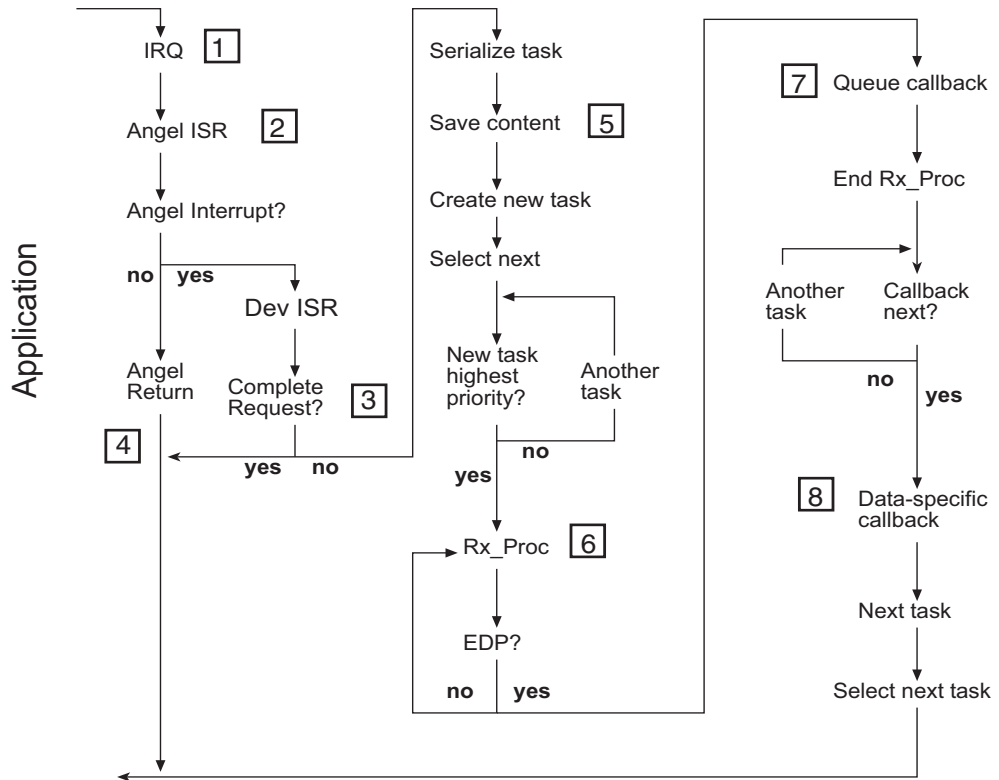 Application
IRQ
1
Angel ISR
2
Angel Interrupt?
no yes
Dev ISR
Angel
Return
Complete
Request?
3
4
yes no
Serialize task
Save content
5
Create new task
Select next
New task
highest
priority?
Another
task
no
yes
Rx_Proc
6
EDP?
no yes
7
Queue callback
End Rx_Proc
Another
task
Callback
next?
no
yes
8
Data-specific
callback
Next task
Select next task